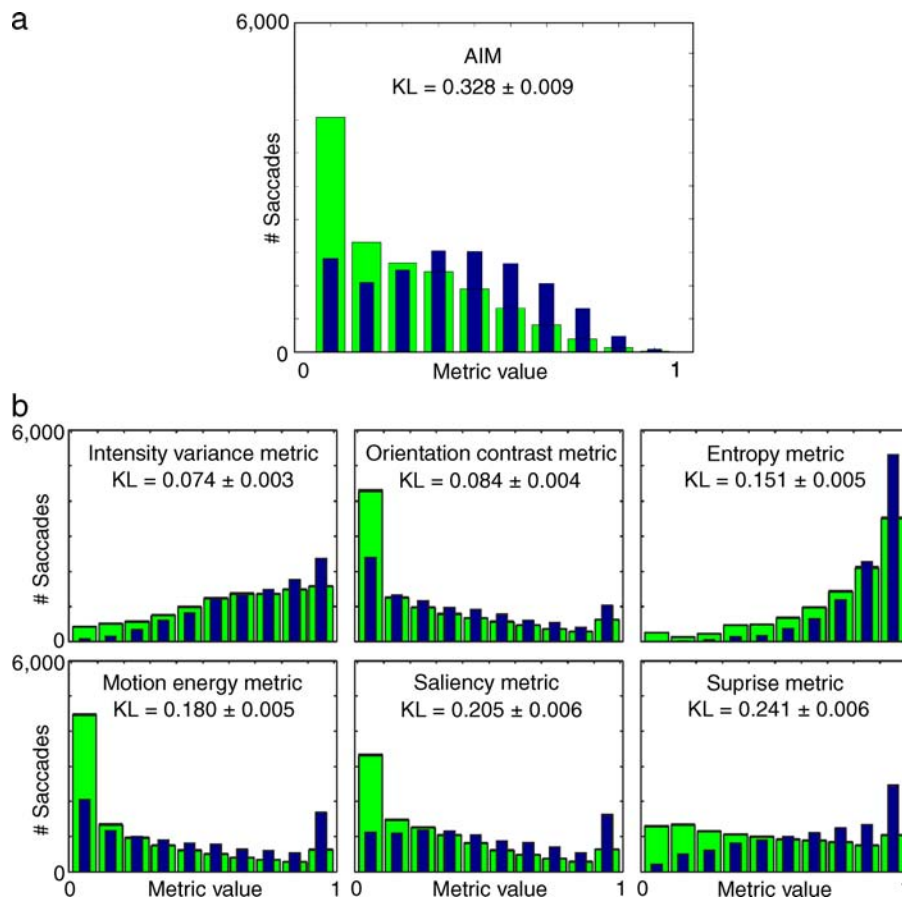 a
6,000
AIM
KL = 0.328 ± 0.009
# Saccades
0
0
Metric value
1
b
6,000
Intensity variance metric
KL = 0.074 ± 0.003
Orientation contrast metric
KL = 0.084 ± 0.004
Entropy metric
KL = 0.151 ± 0.005
# Saccades
0
6,000
Motion energy metric
KL = 0.180 ± 0.005
Saliency metric
KL = 0.205 ± 0.006
Suprise metric
KL = 0.241 ± 0.006
# Saccades
0
0 Metric value 1
0 Metric value 1
0 Metric value 1